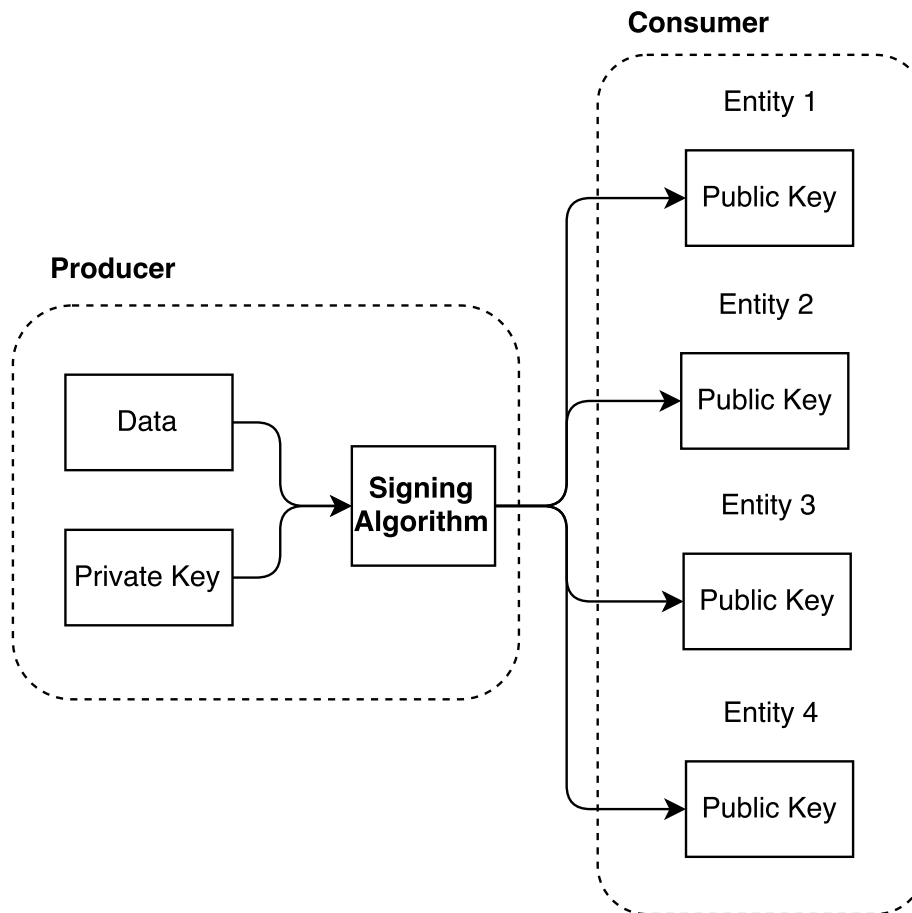 Consumer
Entity 1
Public Key
Producer
Entity 2
Data
Public Key
Signing
Algorithm
Entity 3
Private Key
Public Key
Entity 4
Public Key